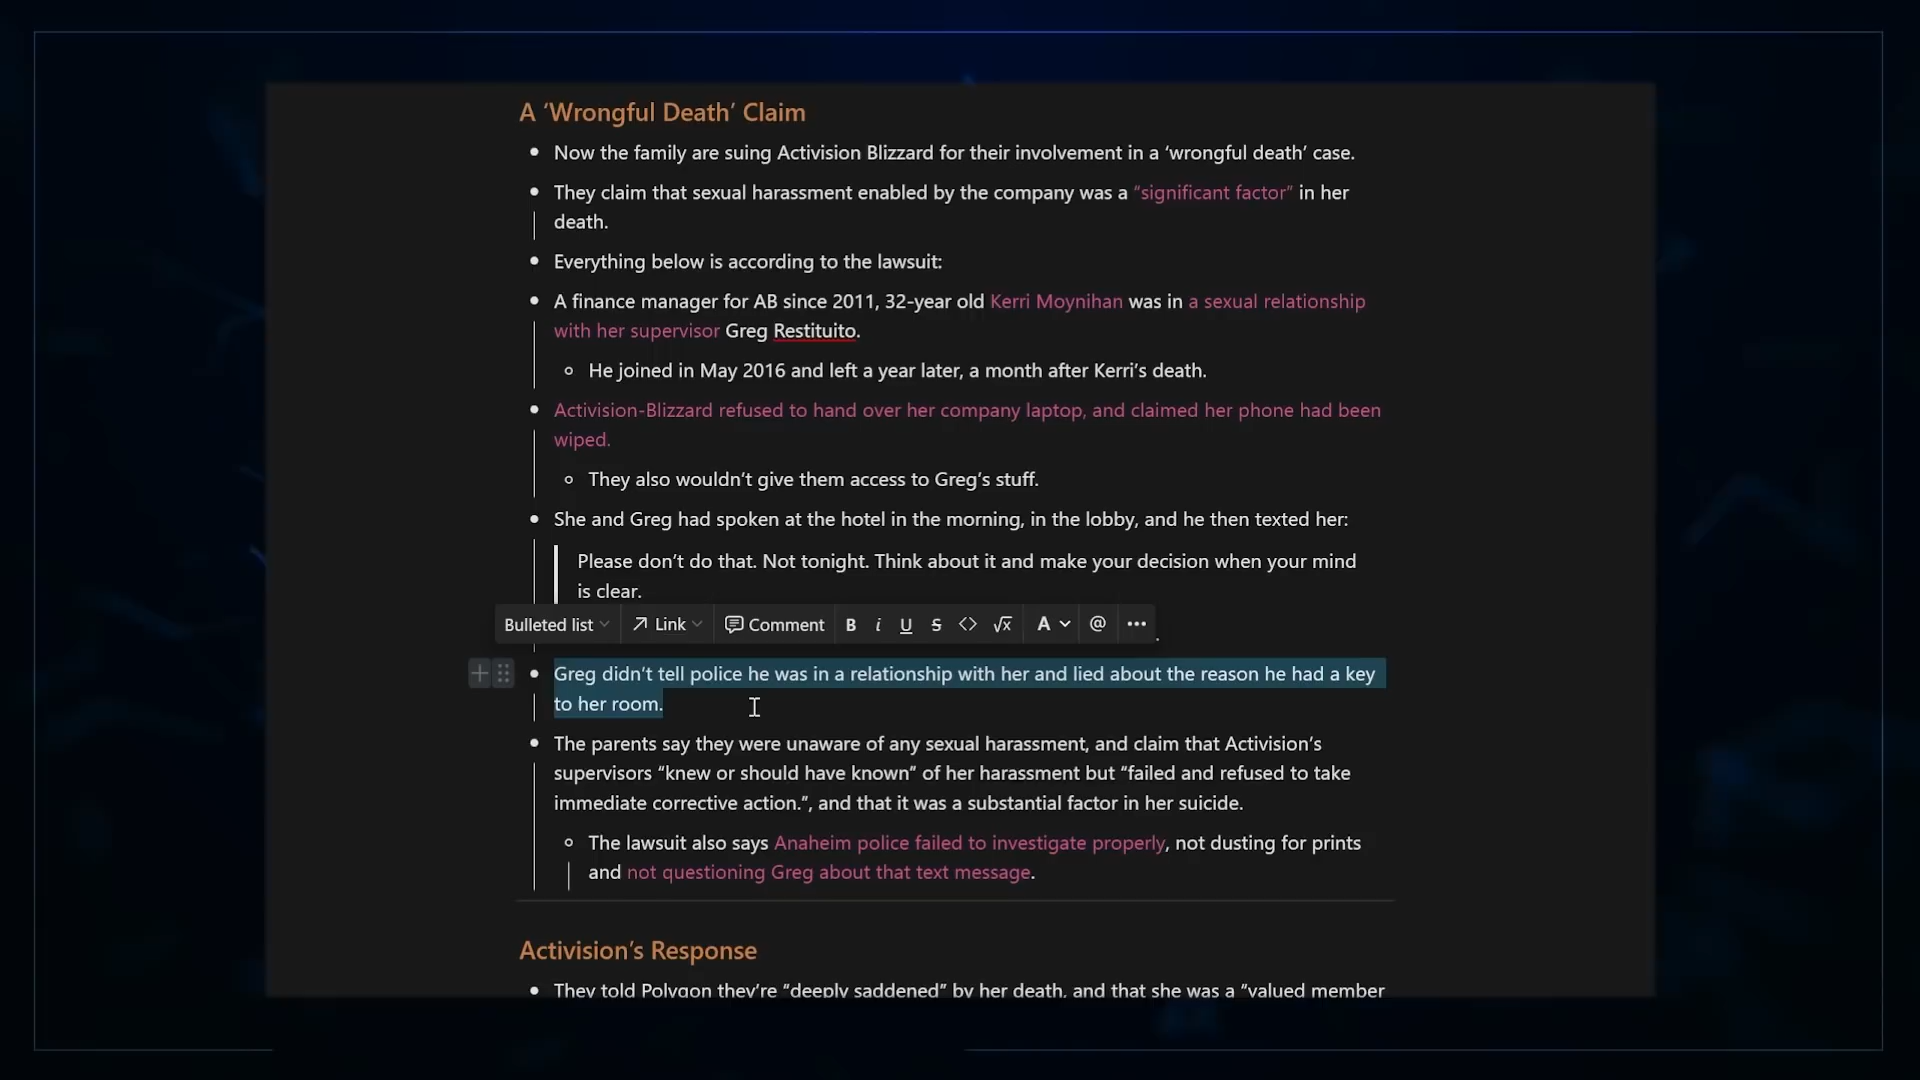 A ‘Wrongful Death’ Claim
Now the family are suing Activision Blizzard for their involvement in a ‘wrongful death’ case.
They claim that sexual harassment enabled by the company was a “significant factor” in her
death.
Everything below is according to the lawsuit:
A finance manager for AB since 2011, 32-year old Kerri Moynihan was in a sexual relationship
with her supervisor Greg Restituito.
He joined in May 2016 and left a year later, a month after Kerri’s death.
Activision-Blizzard refused to hand over her company laptop, and claimed her phone had been
wiped.
They also wouldn’t give them access to Greg’s stuff.
She and Greg had spoken at the hotel in the morning, in the lobby, and he then texted her:
Please don’t do that. Not tonight. Think about it and make your decision when your mind
is clear.
Bulleted list Link Comment B i U S <> √x A @ •••
Greg didn’t tell police he was in a relationship with her and lied about the reason he had a key
to her room.
The parents say they were unaware of any sexual harassment, and claim that Activision’s
supervisors “knew or should have known” of her harassment but “failed and refused to take
immediate corrective action.”, and that it was a substantial factor in her suicide.
The lawsuit also says Anaheim police failed to investigate properly, not dusting for prints
and not questioning Greg about that text message.
Activision’s Response
They told Polygon they’re “deeply saddened” by her death, and that she was a “valued member